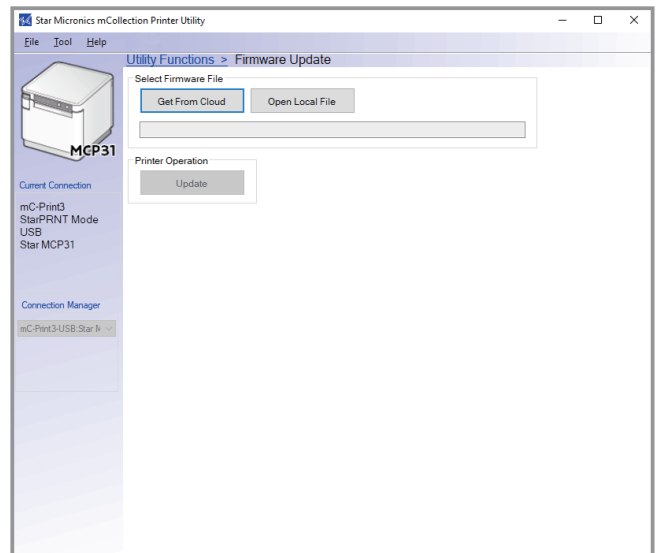 Star Micronics mCollection Printer Utility
File Tool Help
Utility Functions > Firmware Update
Select Firmware File
Get From Cloud Open Local File
MCP31
Printer Operation
Update
Current Connection
mC-Print3
StarPRNT Mode
USB
Star MCP31
Connection Manager
mC-Print3-USB:Star